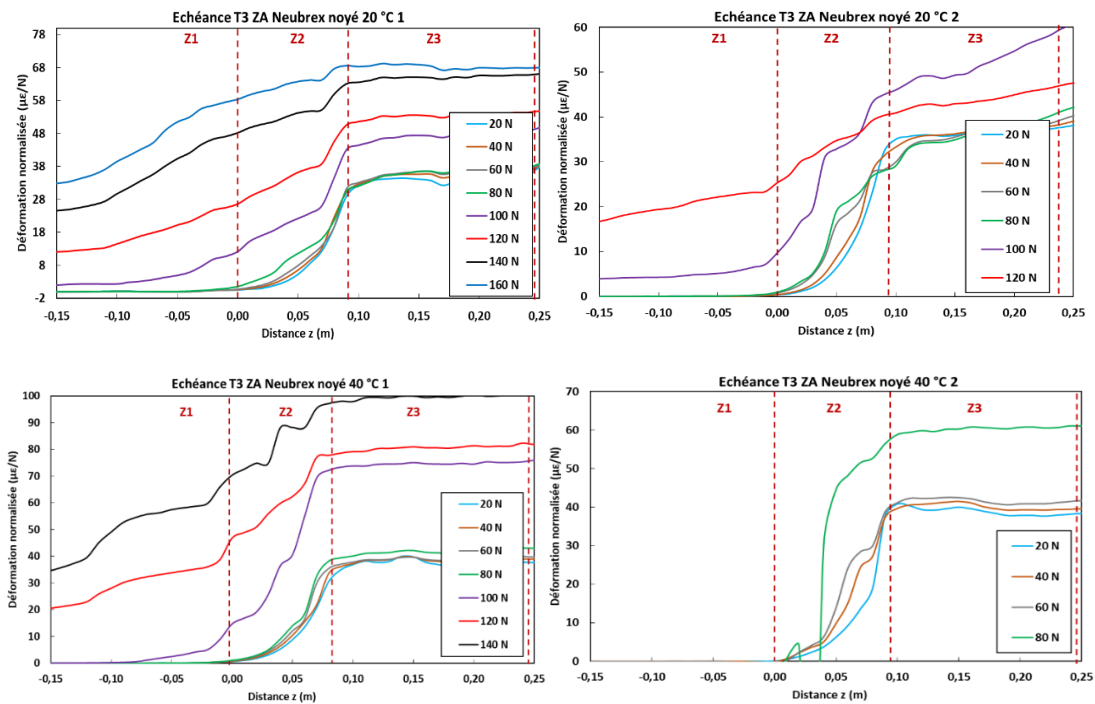 Echéance T3 ZA Neubrex noyé 20 °C 1
Déformation normalisée (µε/N)
78
68
58
48
38
28
18
8
-2
Z1
Z2
Z3
20 N
40 N
60 N
80 N
100 N
120 N
140 N
160 N
-0,15 -0,10 -0,05 0,00 0,05 0,10 0,15 0,20 0,25
Distance z (m)
Echéance T3 ZA Neubrex noyé 20 °C 2
Déformation normalisée (µε/N)
60
50
40
30
20
10
0
Z1
Z2
Z3
20 N
40 N
60 N
80 N
100 N
120 N
-0,15 -0,10 -0,05 0,00 0,05 0,10 0,15 0,20 0,25
Distance z (m)
Echéance T3 ZA Neubrex noyé 40 °C 1
Déformation normalisée (µε/N)
100
90
80
70
60
50
40
30
20
10
0
Z1
Z2
Z3
20 N
40 N
60 N
80 N
100 N
120 N
140 N
-0,15 -0,10 -0,05 0,00 0,05 0,10 0,15 0,20 0,25
Distance z (m)
Echéance T3 ZA Neubrex noyé 40 °C 2
Déformation normalisée (µε/N)
70
60
50
40
30
20
10
0
Z1
Z2
Z3
20 N
40 N
60 N
80 N
-0,15 -0,10 -0,05 0,00 0,05 0,10 0,15 0,20 0,25
Distance z (m)